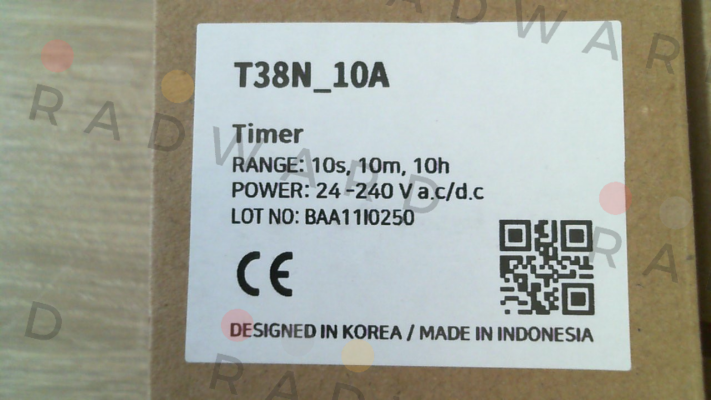 T38N_10A
Timer
RANGE: 10s, 10m, 10h
POWER: 24 -240 V a.c/d.c
LOT NO: BAA11I0250
CE
DESIGNED IN KOREA / MADE IN INDONESIA
RADWARD